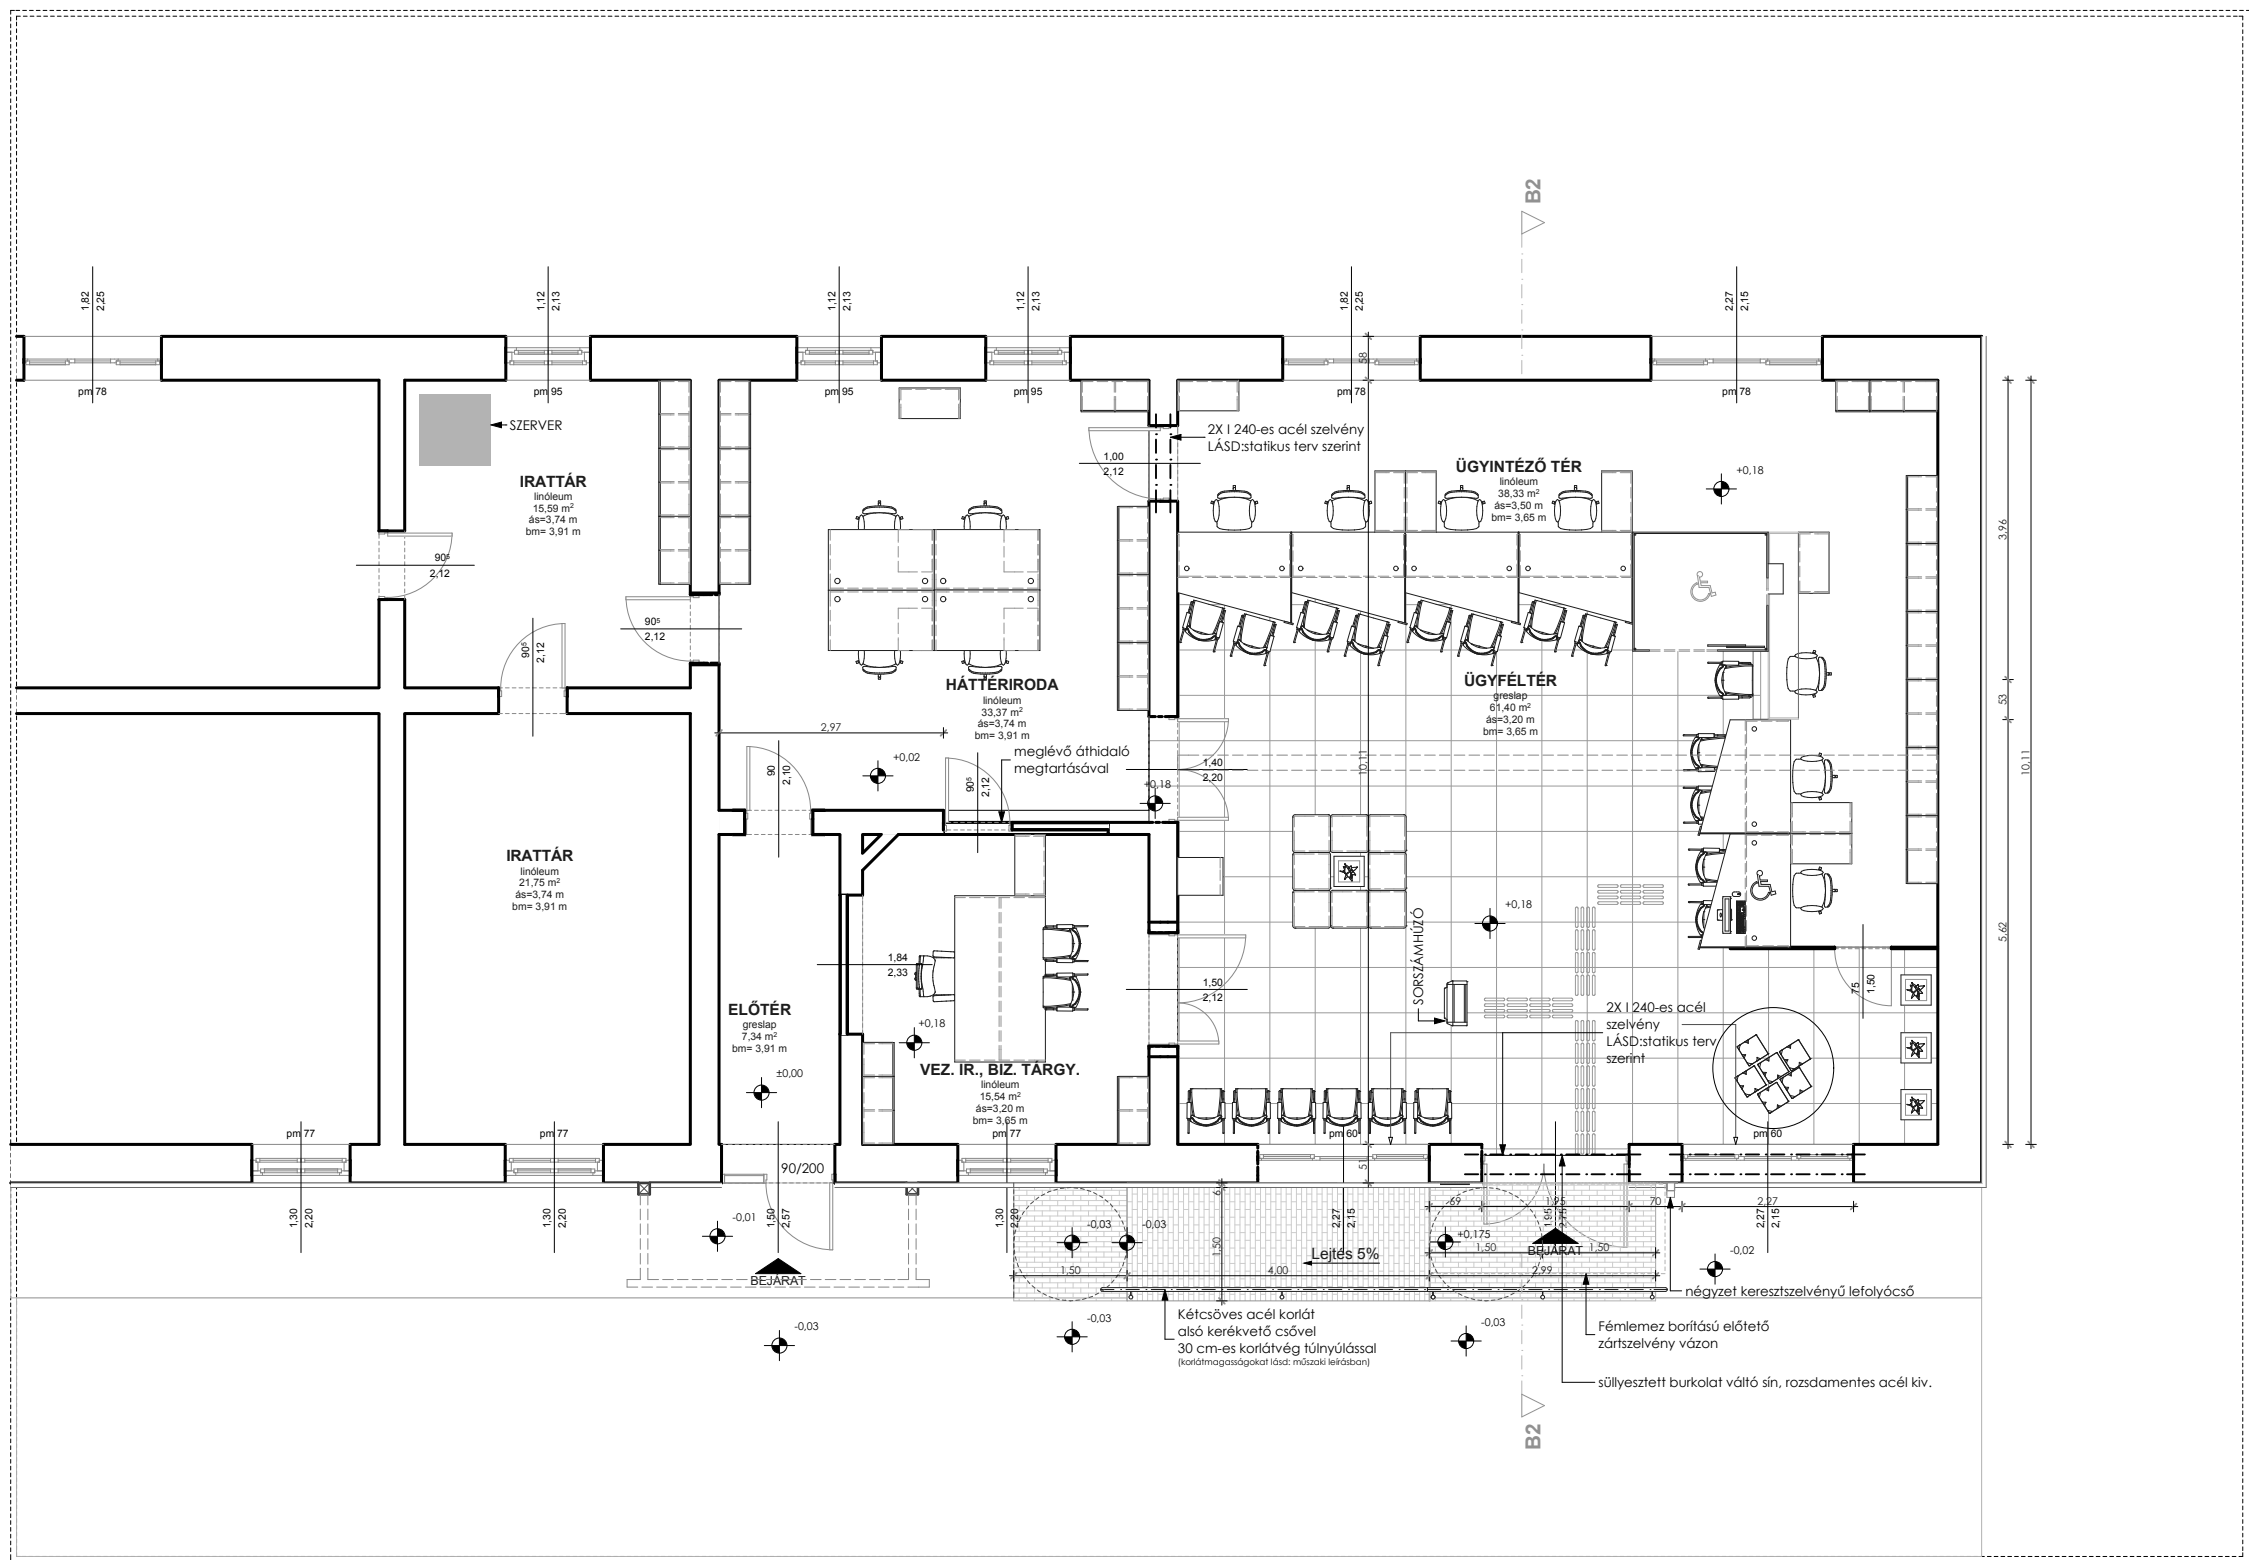 B2
1,82
2,25
1,12
2,13
1,12
2,13
1,12
2,13
1,82
2,25
2,27
2,15
58
pm 78
pm 95
pm 95
pm 95
pm 78
pm 78
SZERVER
2X I 240-es acél szelvény
LÁSD:statikus terv szerint
1,00
2,12
IRATTÁR
linóleum
15,59 m²
ás=3,74 m
bm= 3,91 m
ÜGYINTÉZŐ TÉR
linóleum
38,33 m²
ás=3,50 m
bm= 3,65 m
+0,18
3,96
90⁵
2,12
90⁵
2,12
90⁵
2,12
HÁTTÉRIRODA
linóleum
33,37 m²
ás=3,74 m
bm= 3,91 m
ÜGYFÉLTÉR
greslap
61,40 m²
ás=3,20 m
bm= 3,65 m
53
2,97
meglévő áthidaló
megtartásával
+0,02
90
2,10
90⁵
2,12
+0,18
1,40
2,20
10,11
10,11
IRATTÁR
linóleum
21,75 m²
ás=3,74 m
bm= 3,91 m
+0,18
SORSZÁMHÚZÓ
5,62
1,84
2,33
1,50
2,12
75
1,50
ELŐTÉR
greslap
7,34 m²
bm= 3,91 m
±0,00
+0,18
2X I 240-es acél
szelvény
LÁSD:statikus terv
szerint
VEZ. IR., BIZ. TÁRGY.
linóleum
15,54 m²
ás=3,20 m
bm= 3,65 m
pm 77
pm 77
pm 77
pm 60
pm 60
90/200
51
6
69
1,95
70
2,27
1,30
2,20
1,30
2,20
-0,01
1,50
2,57
1,30
2,20
-0,03
-0,03
1,50
2,27
2,15
+0,175
1,95
2,75
2,27
2,15
-0,02
Lejtés 5%
1,50
1,50
BEJÁRAT
BEJÁRAT
1,50
4,00
2,99
négyzet keresztszelvényű lefolyócső
-0,03
-0,03
-0,03
Kétcsöves acél korlát
alsó kerékvető csővel
30 cm-es korlátvég túlnyúlással
(korlátmagasságokat lásd: műszaki leírásban)
Fémlemez borítású előtető
zártszelvény vázon
süllyesztett burkolat váltó sín, rozsdamentes acél kiv.
B2